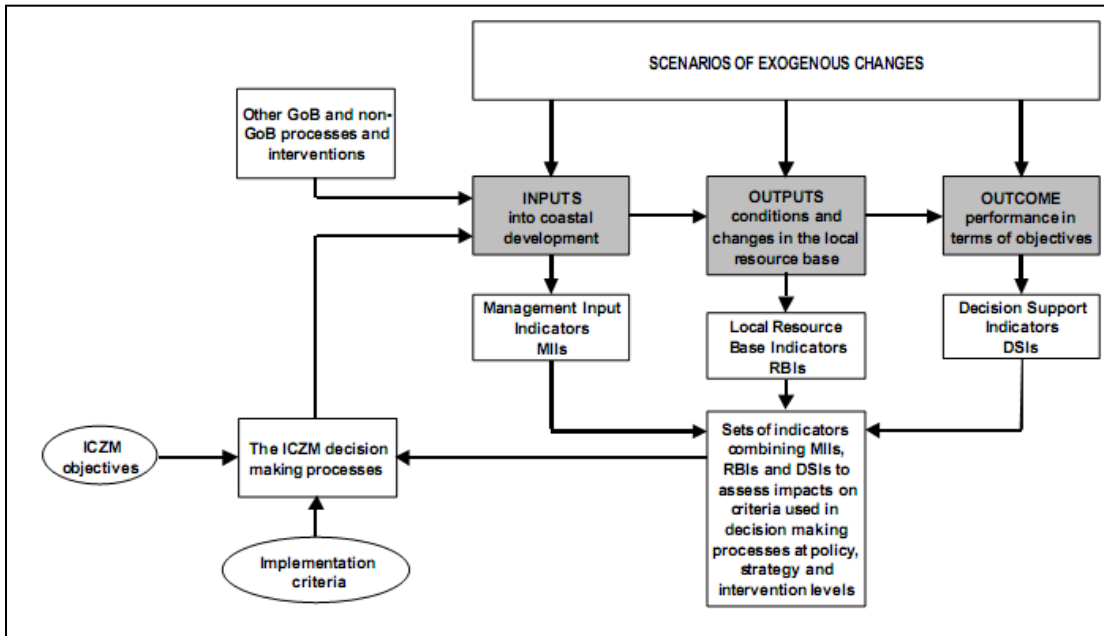 SCENARIOS OF EXOGENOUS CHANGES
Other GoB and non-
GoB processes and
interventions
INPUTS
into coastal
development
OUTPUTS
conditions and
changes in the local
resource base
OUTCOME
performance in
terms of objectives
Management Input
Indicators
MIIs
Local Resource
Base Indicators
RBIs
Decision Support
Indicators
DSIs
ICZM
objectives
The ICZM decision
making processes
Sets of indicators
combining MIIs,
RBIs and DSIs to
assess impacts on
criteria used in
decision making
processes at policy,
strategy and
intervention levels
Implementation
criteria